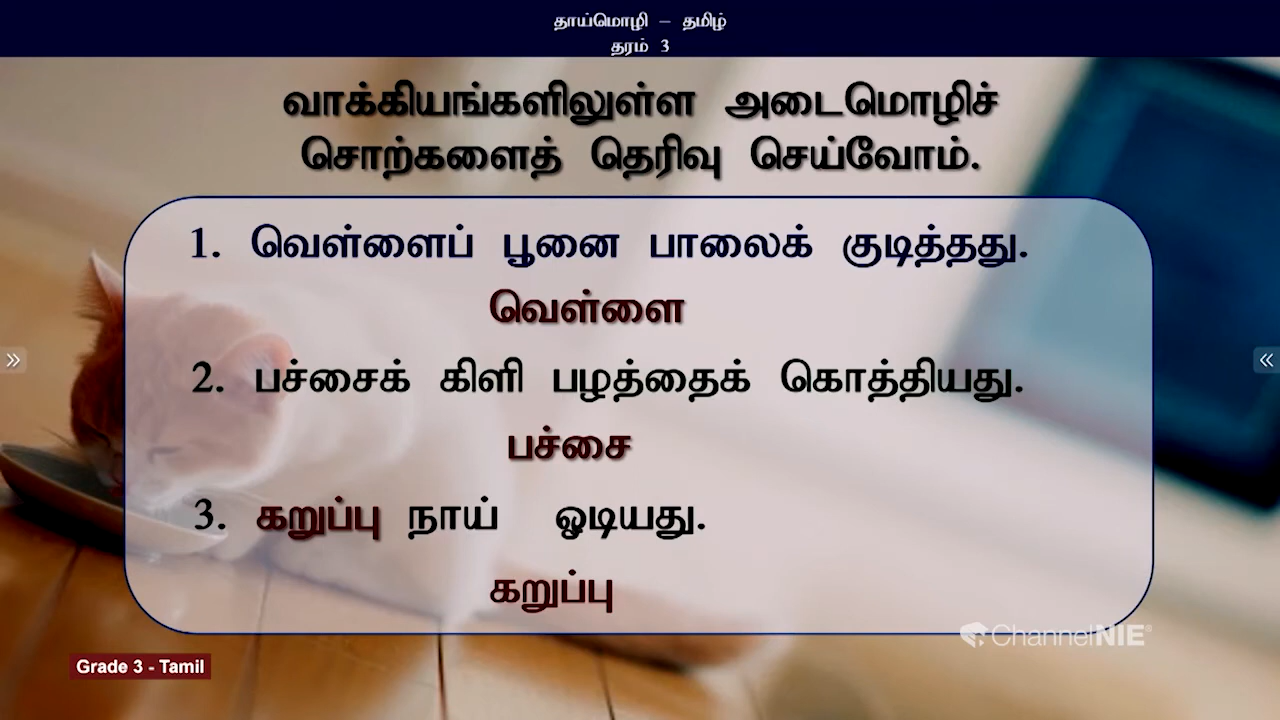 தாய்மொழி – தமிழ்
தரம் 3
வாக்கியங்களிலுள்ள அடைமொழிச்
சொற்களைத் தெரிவு செய்வோம்.
1. வெள்ளைப் பூனை பாலைக் குடித்தது.
வெள்ளை
2. பச்சைக் கிளி பழத்தைக் கொத்தியது.
பச்சை
3. கறுப்பு நாய் ஓடியது.
கறுப்பு
ChannelNIE®
Grade 3 - Tamil